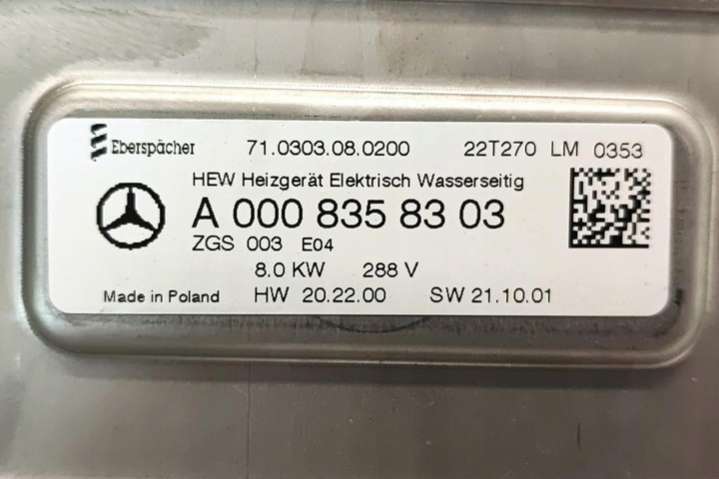 Eberspächer 71.0303.08.0200 22T270 LM 0353
HEW Heizgerät Elektrisch Wasserseitig
A 000 835 83 03
ZGS 003 E04
8.0 KW 288 V
Made in Poland HW 20.22.00 SW 21.10.01